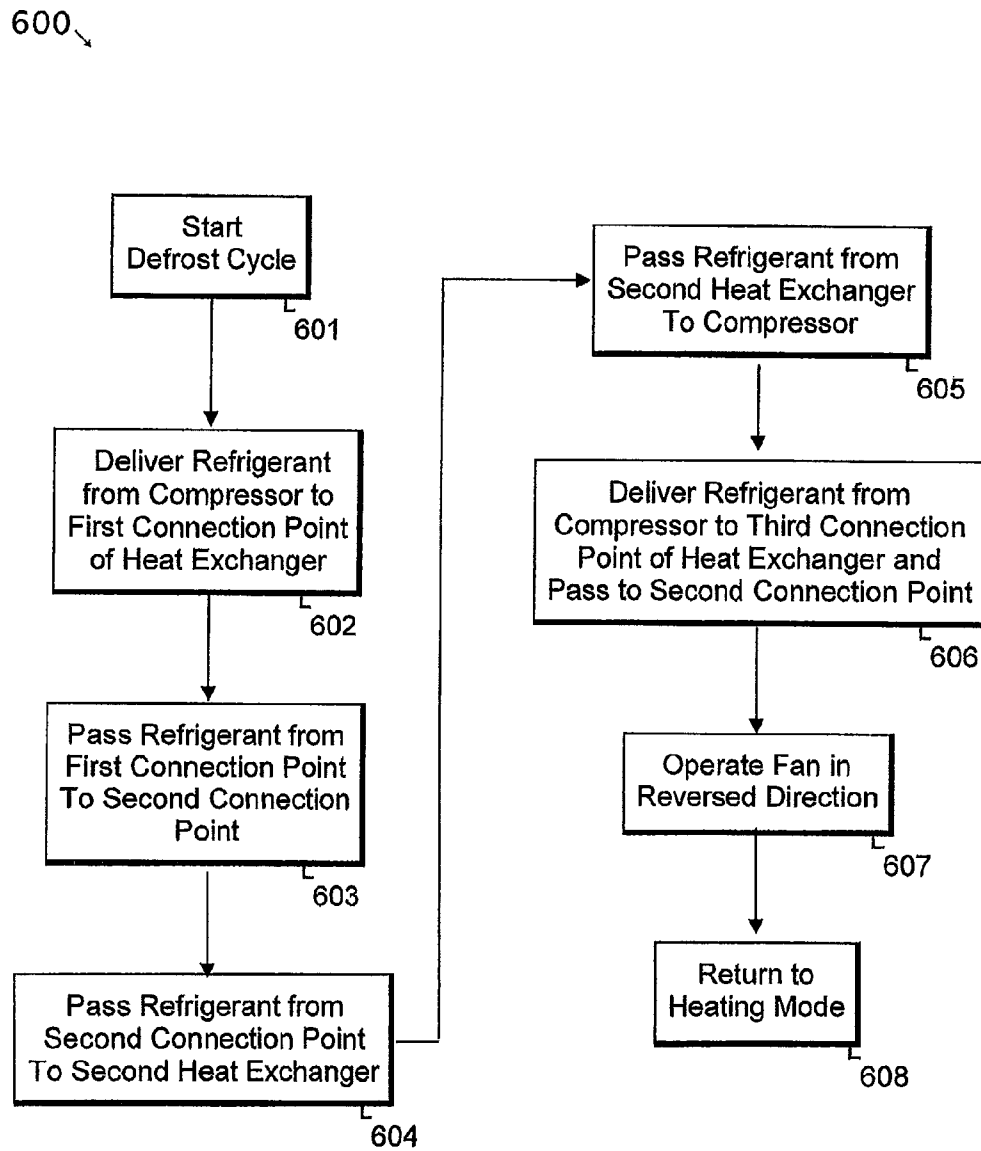 600
Start
Defrost Cycle
601
Deliver Refrigerant
from Compressor to
First Connection Point
of Heat Exchanger
602
Pass Refrigerant from
First Connection Point
To Second Connection
Point
603
Pass Refrigerant from
Second Connection Point
To Second Heat Exchanger
604
Pass Refrigerant from
Second Heat Exchanger
To Compressor
605
Deliver Refrigerant from
Compressor to Third Connection
Point of Heat Exchanger and
Pass to Second Connection Point
606
Operate Fan in
Reversed Direction
607
Return to
Heating Mode
608